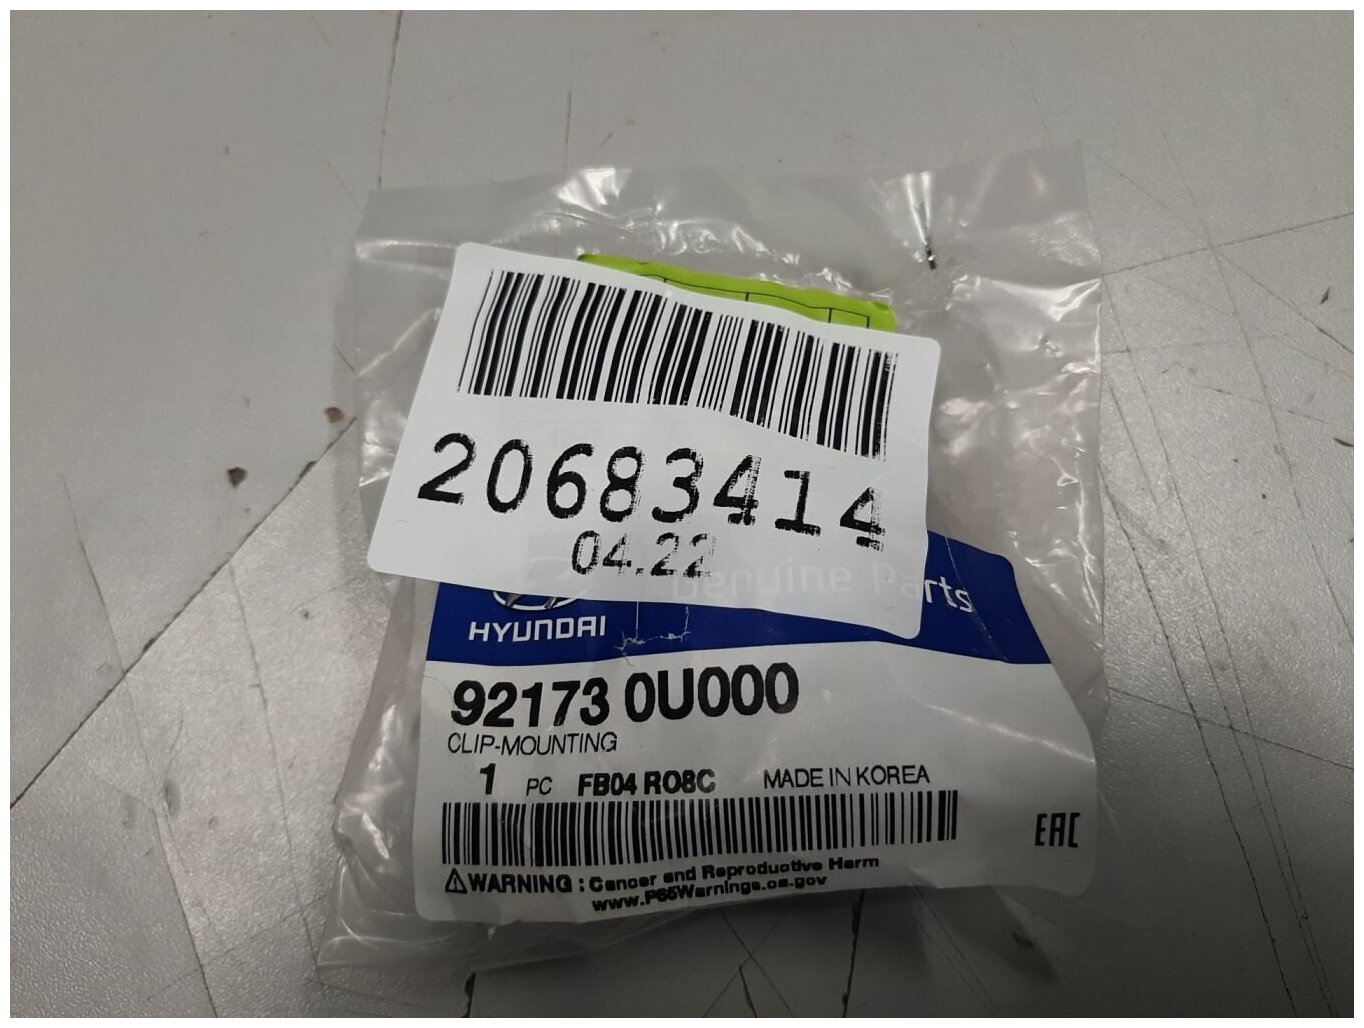 20683414
04.22
Genuine Parts
HYUNDAI
92173 0U000
CLIP-MOUNTING
1 PC FB04 RO8C MADE IN KOREA
EAC
WARNING : Cancer and Reproductive Harm
www.P65Warnings.ca.gov